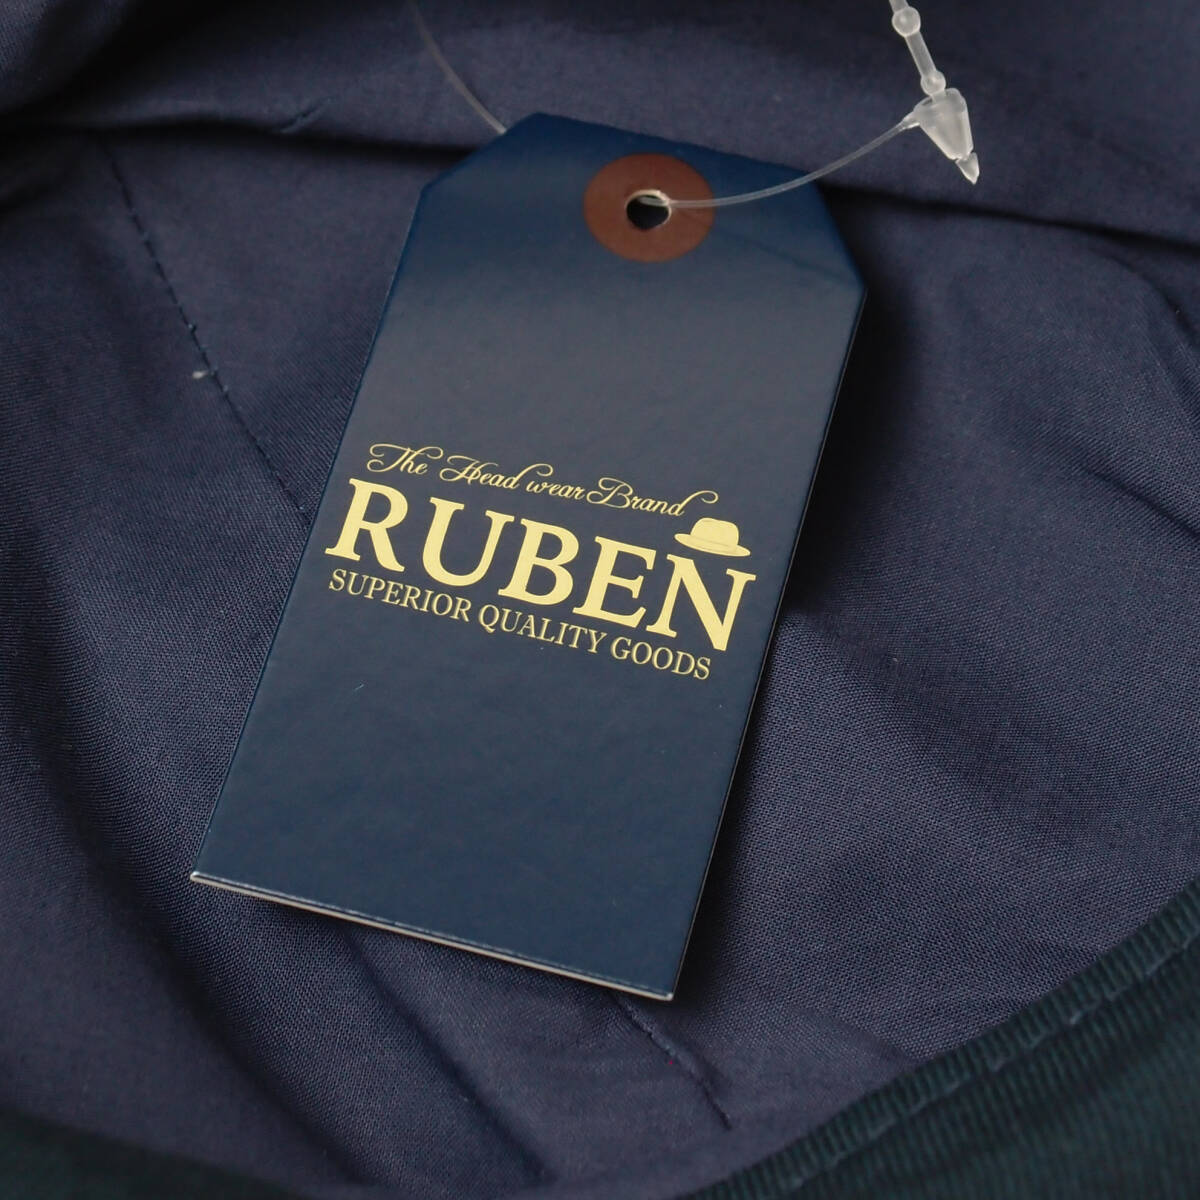 The Head wear Brand
RUBEN
SUPERIOR QUALITY GOODS